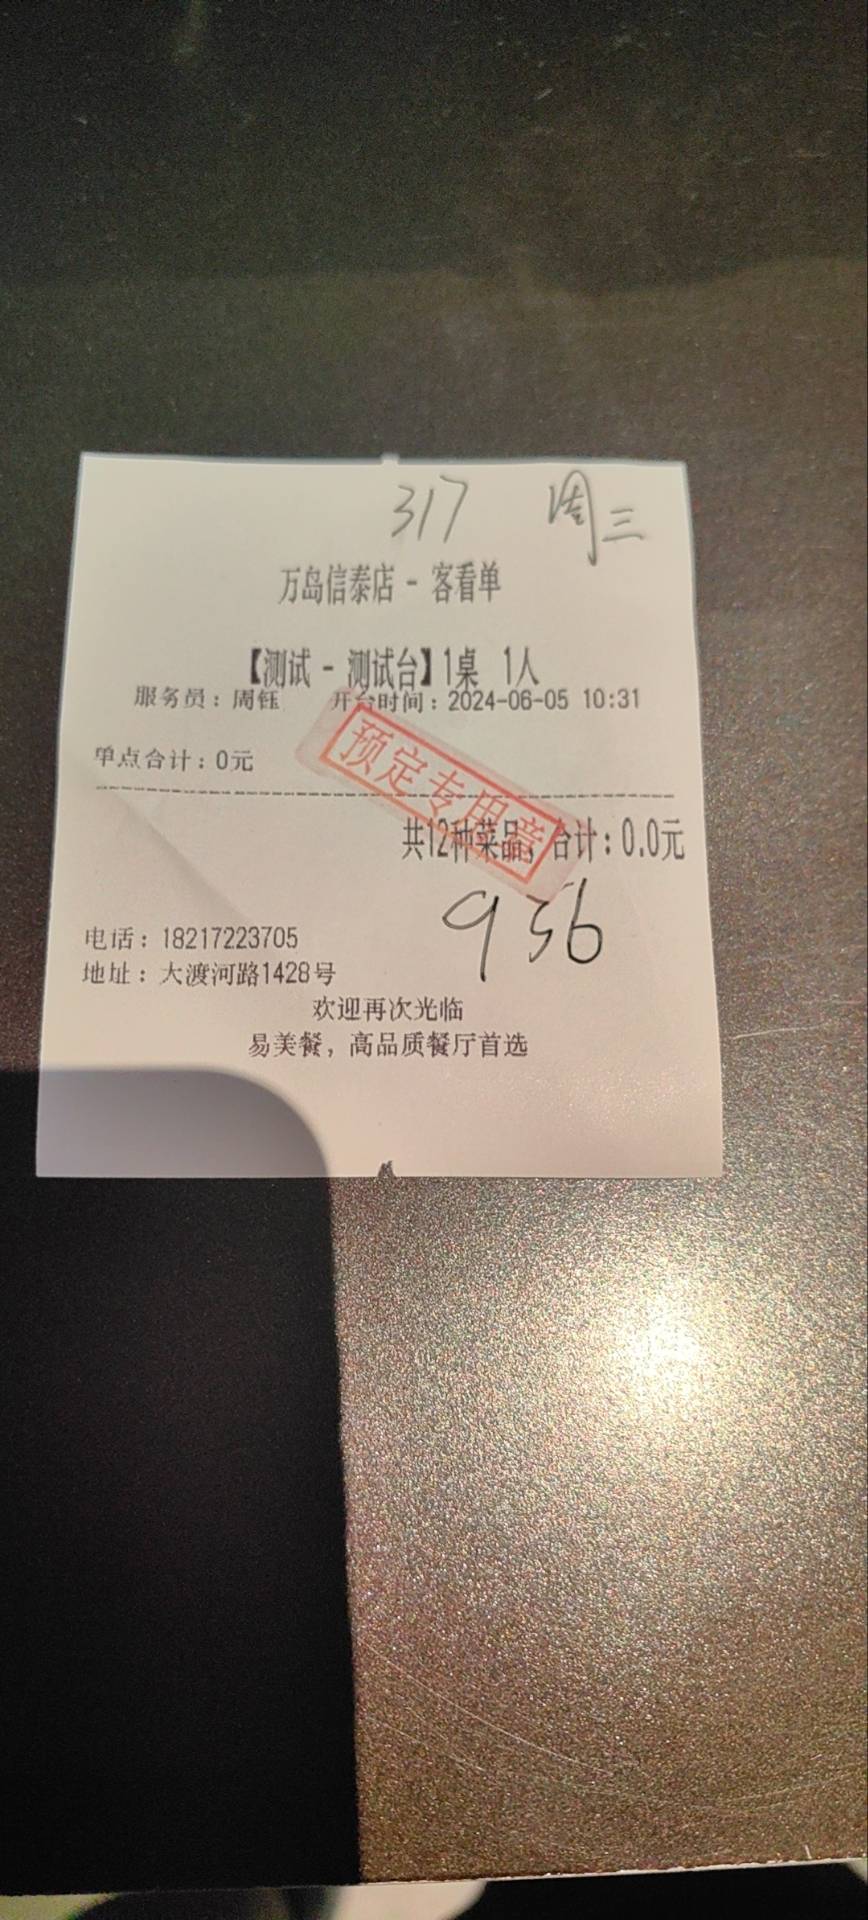 317 周三
万岛信泰店 - 客看单
【测试 - 测试台】1桌 1人
服务员：周钰 开台时间：2024-06-05 10:31
单点合计：0元
预定专用章
共12种菜品，合计：0.0元
956
电话：18217223705
地址：大渡河路1428号
欢迎再次光临
易美餐，高品质餐厅首选